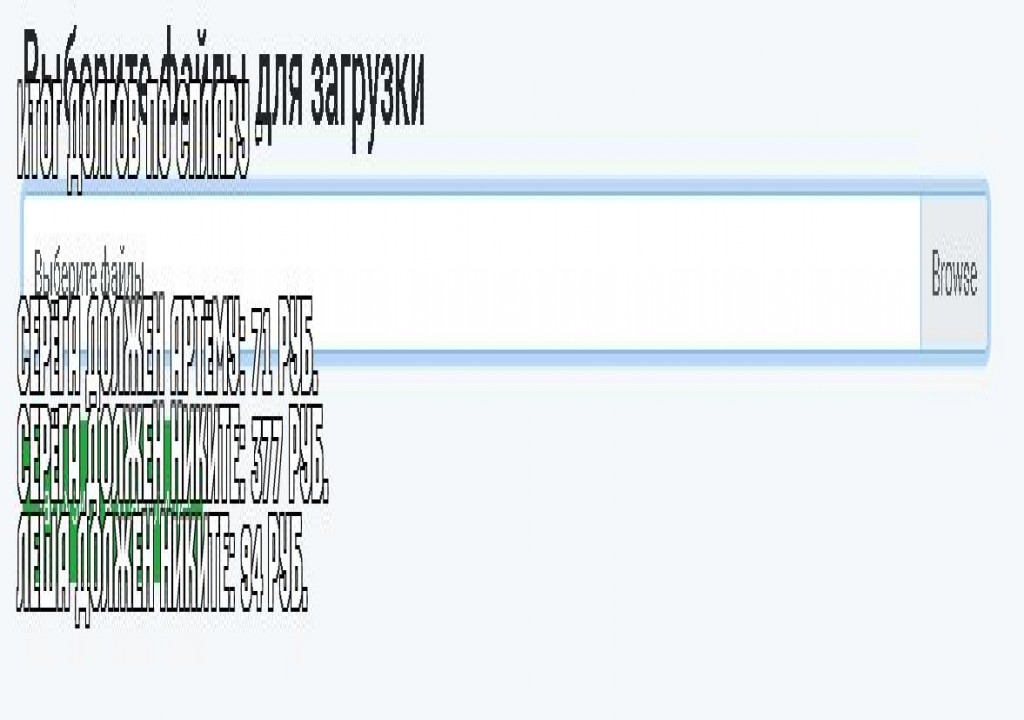 Выберите файлы для загрузки
ИТОГ ДОЛГОВ ПО СПЛАВУ "
Выберите файлы
Browse
СЕРЁГА ДОЛЖЕН АРТЁМУ: 71 РУБ.
СЕРЁГА ДОЛЖЕН НИКИТЕ: 377 РУБ.
ЛЁША ДОЛЖЕН НИКИТЕ: 94 РУБ.